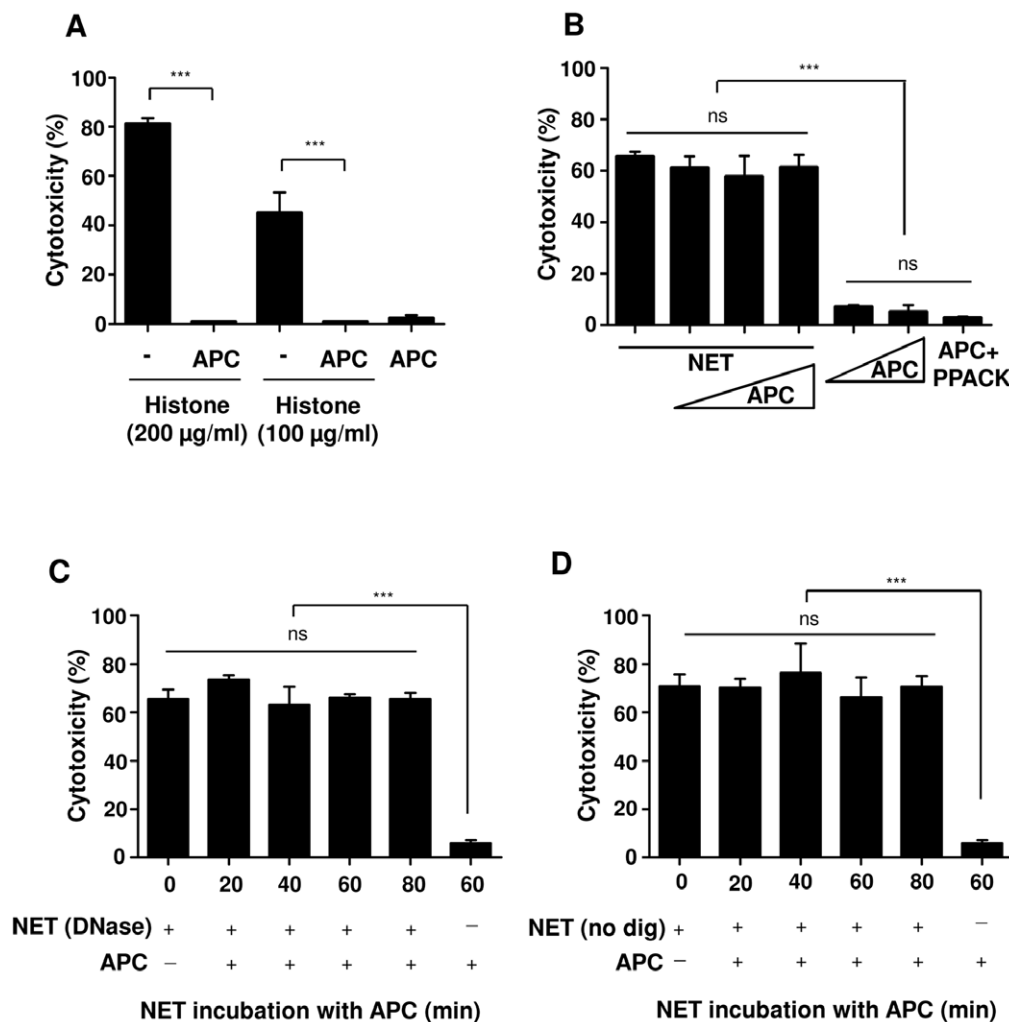 A
Cytotoxicity (%)
100
80
60
40
20
0
***
***
- APC - APC APC
Histone Histone
(200 µg/ml) (100 µg/ml)
B
Cytotoxicity (%)
100
80
60
40
20
0
***
ns
ns
NET
APC
APC
APC+
PPACK
C
Cytotoxicity (%)
100
80
60
40
20
0
***
ns
0 20 40 60 80 60
NET (DNase) + + + + + –
APC – + + + + +
NET incubation with APC (min)
D
Cytotoxicity (%)
100
80
60
40
20
0
***
ns
0 20 40 60 80 60
NET (no dig) + + + + + –
APC – + + + + +
NET incubation with APC (min)